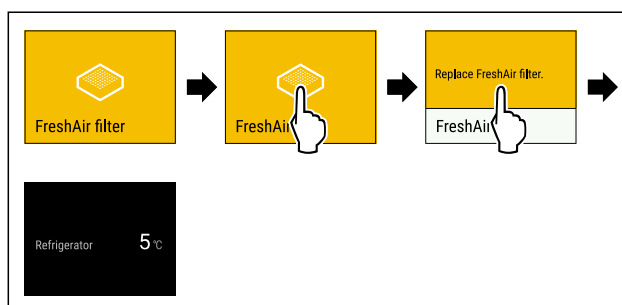 FreshAir filter
FreshAi
Replace FreshAir filter.
FreshAi
Refrigerator 5 °C